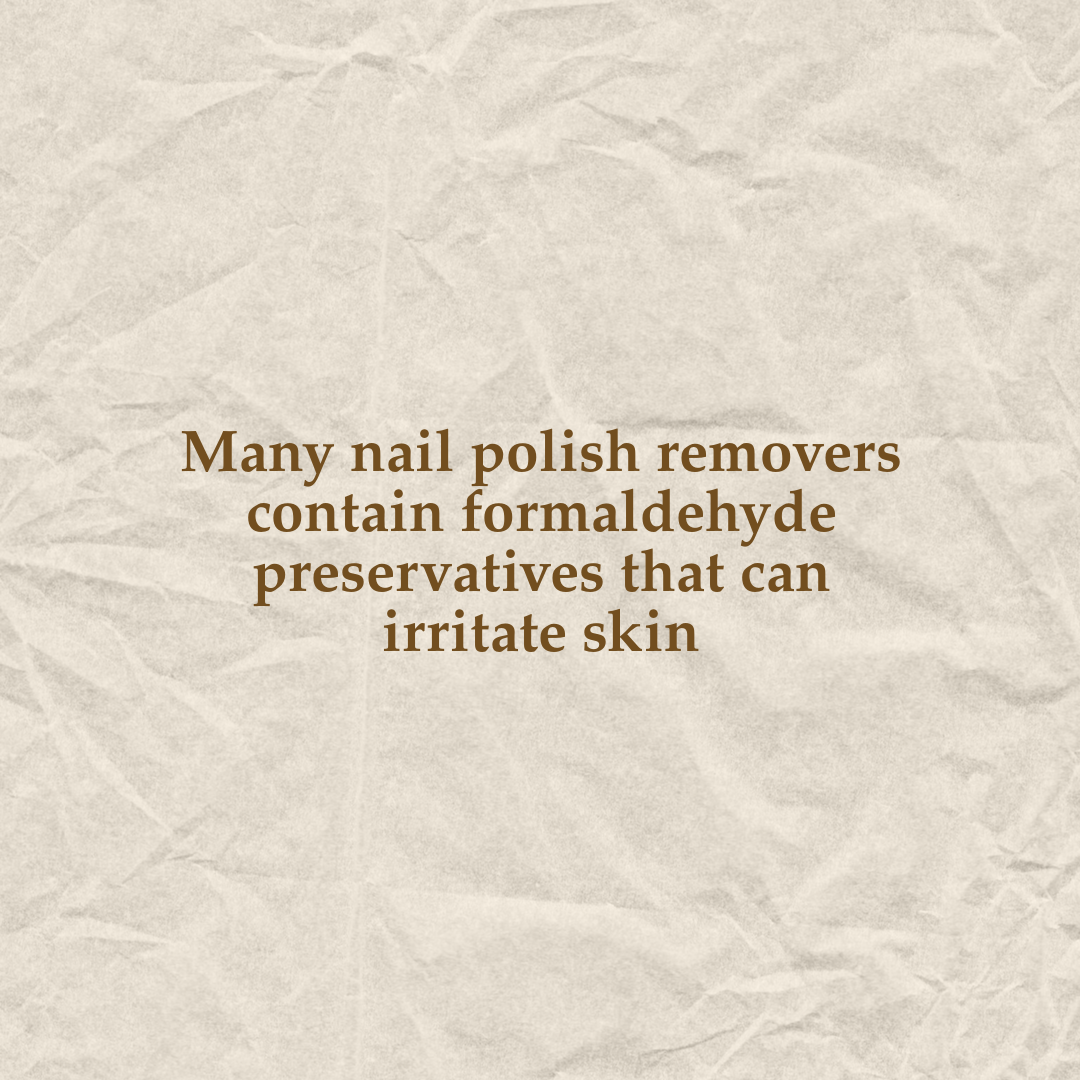 Many nail polish removers
contain formaldehyde
preservatives that can
irritate skin